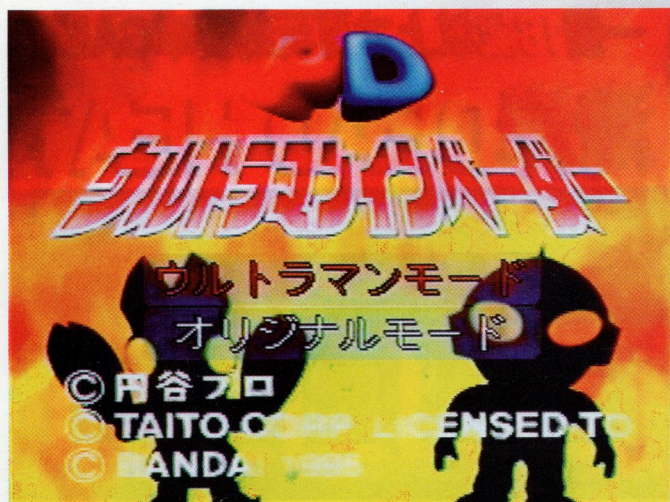 PD
ウルトラマンインベーダー
ウルトラマンモード
オリジナルモード
© 円谷プロ
© TAITO CORP LICENSED TO
© BANDAI 1995